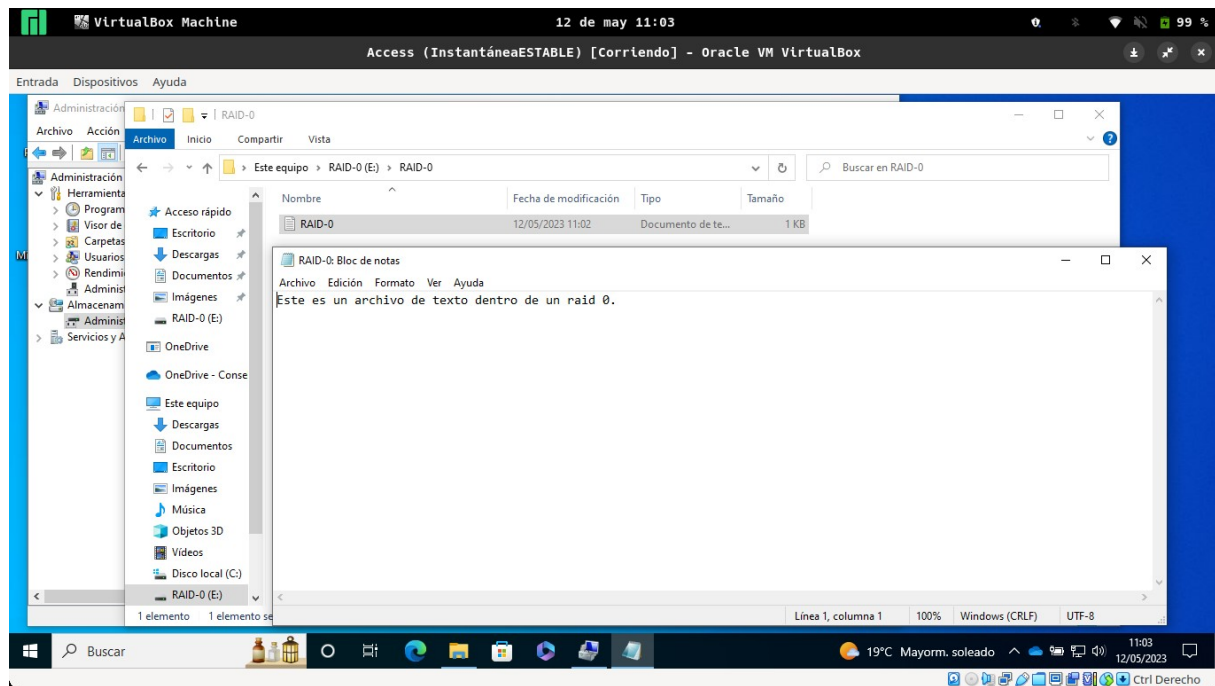 VirtualBox Machine
12 de may 11:03
99 %
Access (InstantáneaESTABLE) [Corriendo] - Oracle VM VirtualBox
Entrada Dispositivos Ayuda
Administración
Archivo Acción
Administración
Herramienta
Program
Visor de
Carpetas
Usuarios
Rendimi
Adminis
Almacenam
Adminis
Servicios y A
RAID-0
Archivo Inicio Compartir Vista
Este equipo > RAID-0 (E:) > RAID-0
Buscar en RAID-0
Acceso rápido
Escritorio
Descargas
Documentos
Imágenes
RAID-0 (E:)
OneDrive
OneDrive - Conse
Este equipo
Descargas
Documentos
Escritorio
Imágenes
Música
Objetos 3D
Vídeos
Disco local (C:)
RAID-0 (E:)
Nombre Fecha de modificación Tipo Tamaño
RAID-0 12/05/2023 11:02 Documento de te... 1 KB
1 elemento 1 elemento se
RAID-0: Bloc de notas
Archivo Edición Formato Ver Ayuda
Este es un archivo de texto dentro de un raid 0.
Línea 1, columna 1 100% Windows (CRLF) UTF-8
Buscar
19°C Mayorm. soleado
11:03
12/05/2023
Ctrl Derecho